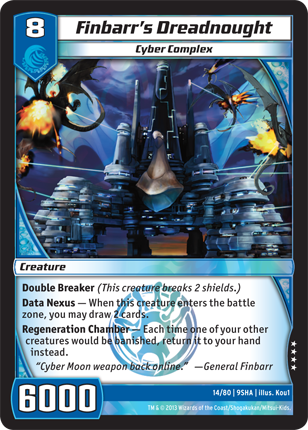 8
Finbarr's Dreadnought
Cyber Complex
Creature
Double Breaker (This creature breaks 2 shields.)
Data Nexus — When this creature enters the battle
zone, you may draw 2 cards.
Regeneration Chamber — Each time one of your other
creatures would be banished, return it to your hand
instead.
"Cyber Moon weapon back online." —General Finbarr
6000
14/80 | 9SHA | illus. Kou1
TM & © 2013 Wizards of the Coast/Shogakukan/Mitsui-Kids.